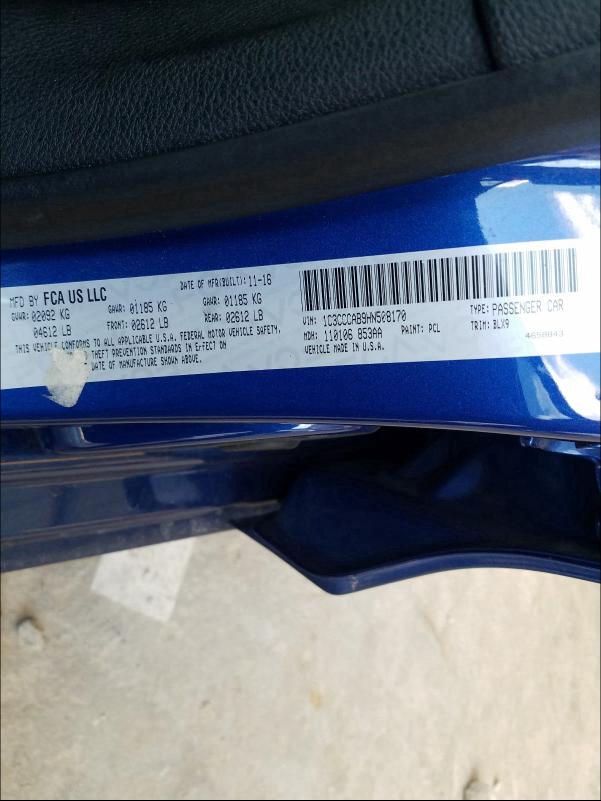 MFD BY FCA US LLC DATE OF MFR(BUILT):11-16
GVWR: 02092 KG GAWR: 01185 KG GAWR: 01185 KG
04612 LB FRONT: 02612 LB REAR: 02612 LB
THIS VEHICLE CONFORMS TO ALL APPLICABLE U.S.A. FEDERAL MOTOR VEHICLE SAFETY,
THEFT PREVENTION STANDARDS IN EFFECT ON
DATE OF MANUFACTURE SHOWN ABOVE.
VIN: 1C3CCCAB9HN508170 TYPE: PASSENGER CAR
MDH: 110106 853AA PAINT: PCL TRIM: BLX9
VEHICLE MADE IN U.S.A. 4658843